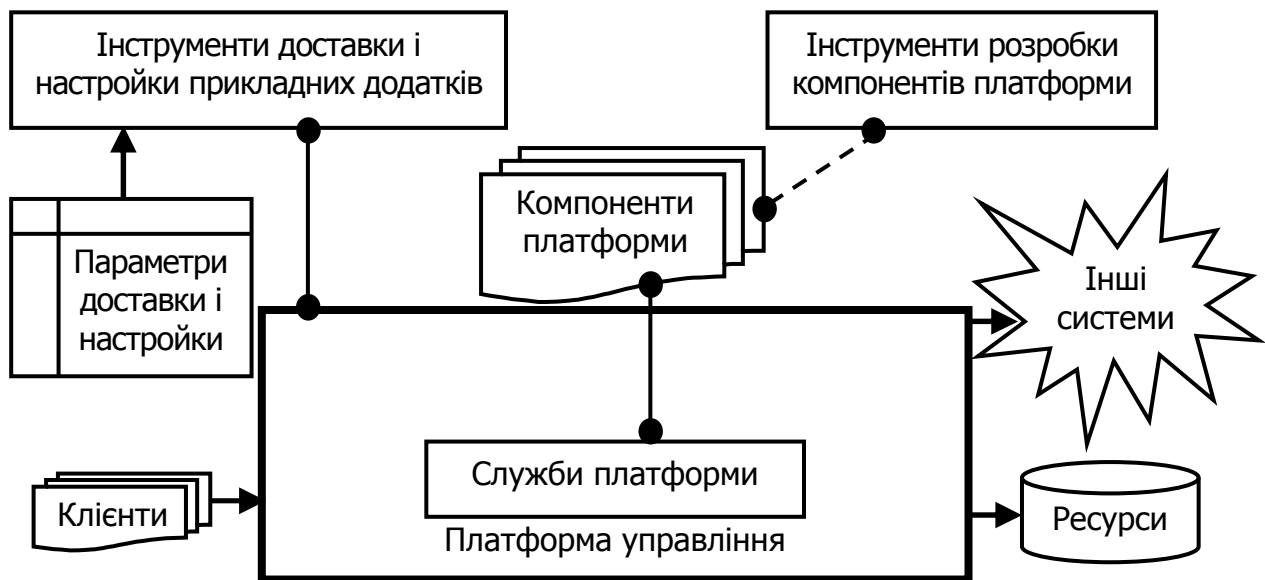 Інструменти доставки і
настройки прикладних додатків
Інструменти розробки
компонентів платформи
Компоненти
платформи
Параметри
доставки і
настройки
Інші
системи
Клієнти
Служби платформи
Платформа управління
Ресурси